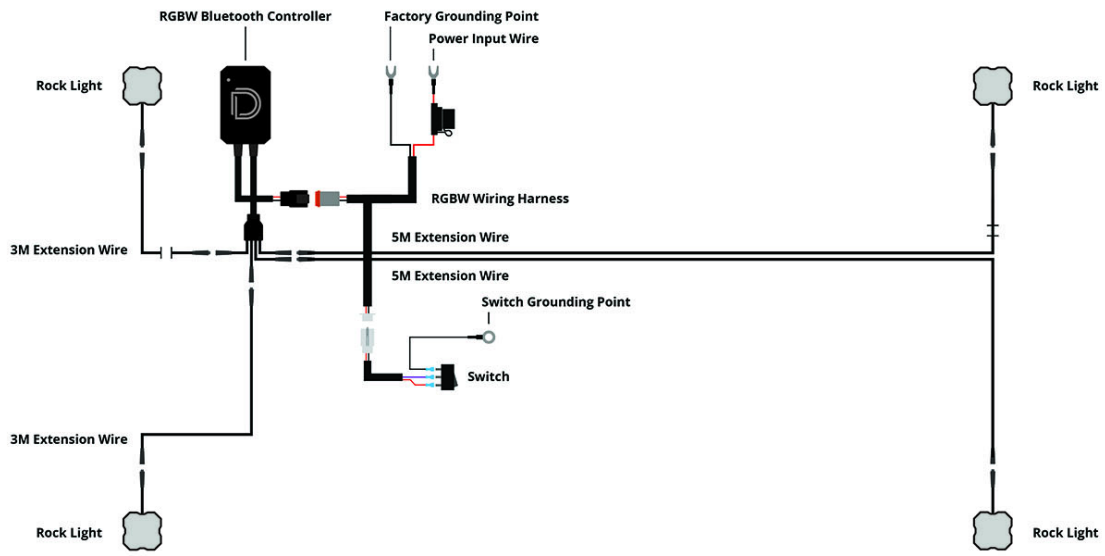 RGBW Bluetooth Controller
Factory Grounding Point
Power Input Wire
Rock Light
Rock Light
RGBW Wiring Harness
3M Extension Wire
5M Extension Wire
5M Extension Wire
Switch Grounding Point
Switch
3M Extension Wire
Rock Light
Rock Light